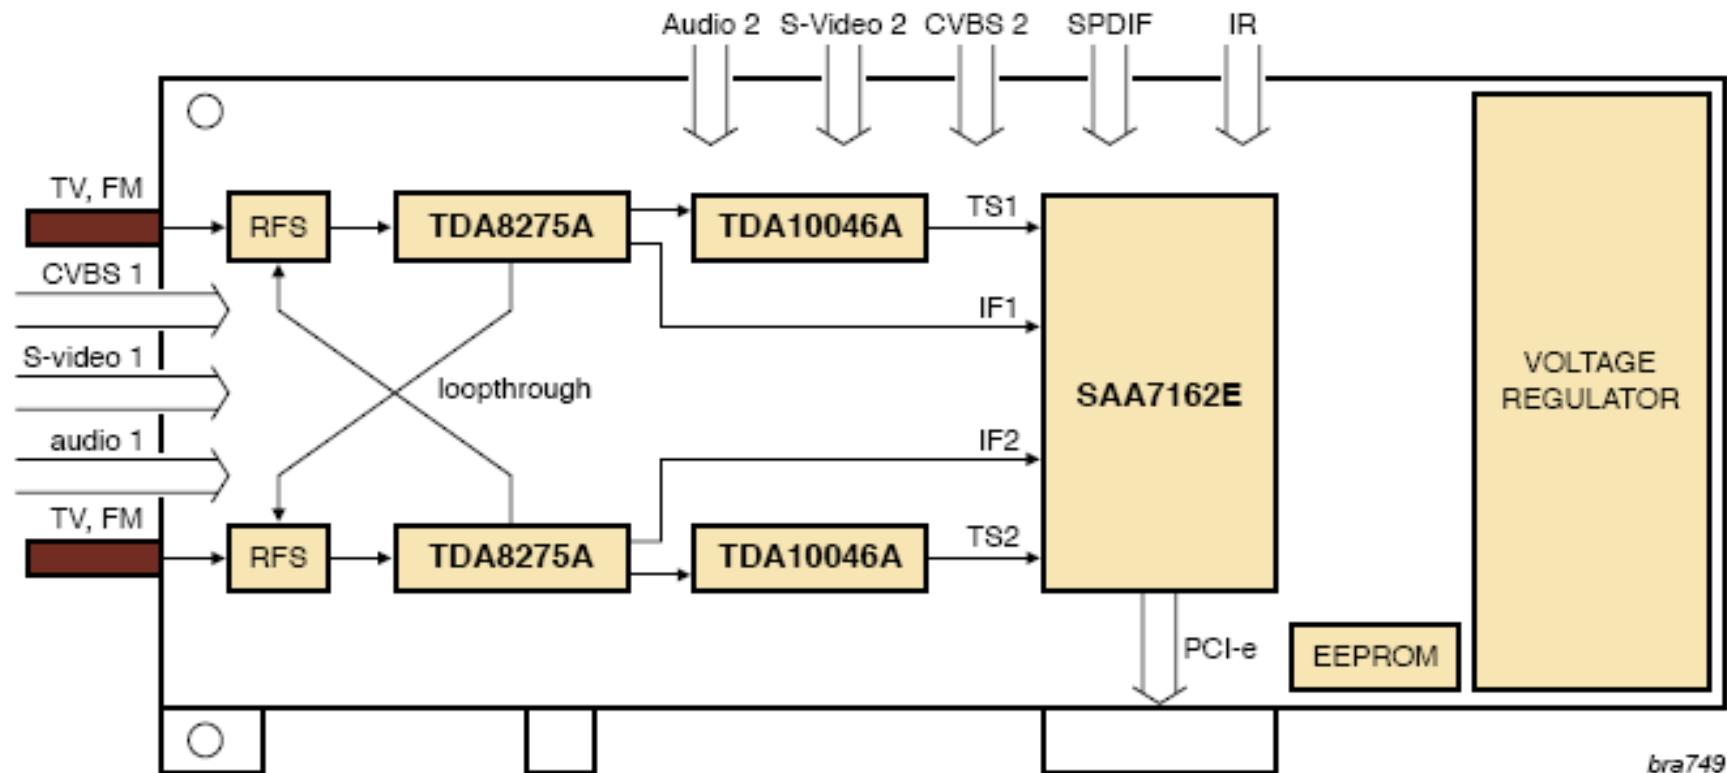 Audio 2 S-Video 2 CVBS 2 SPDIF IR
TV, FM
RFS
TDA8275A
TDA10046A
TS1
CVBS 1
IF1
S-video 1
loopthrough
SAA7162E
VOLTAGE
REGULATOR
audio 1
IF2
TV, FM
RFS
TDA8275A
TDA10046A
TS2
PCI-e
EEPROM
bra749